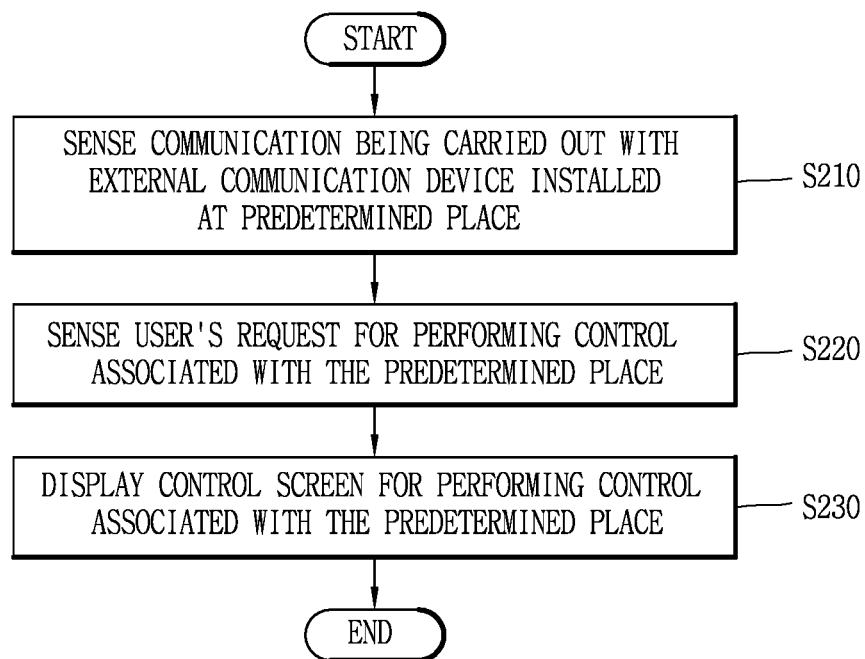 START
SENSE COMMUNICATION BEING CARRIED OUT WITH
EXTERNAL COMMUNICATION DEVICE INSTALLED
AT PREDETERMINED PLACE
S210
SENSE USER'S REQUEST FOR PERFORMING CONTROL
ASSOCIATED WITH THE PREDETERMINED PLACE
S220
DISPLAY CONTROL SCREEN FOR PERFORMING CONTROL
ASSOCIATED WITH THE PREDETERMINED PLACE
S230
END